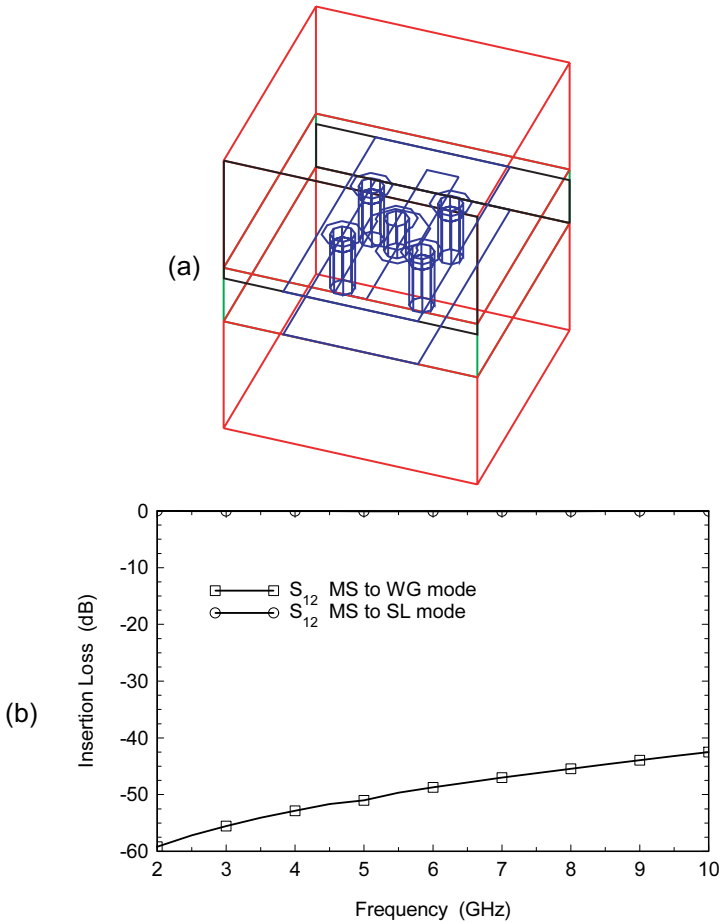 (a)
(b)
Insertion Loss (dB)
0
-10
-20
-30
-40
-50
-60
S12 MS to WG mode
S12 MS to SL mode
2
3
4
5
6
7
8
9
10
Frequency (GHz)